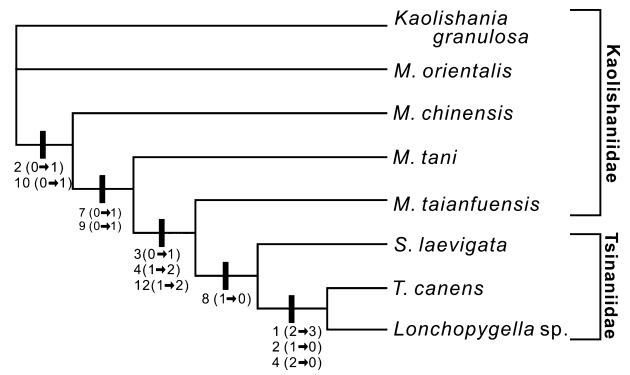 Kaolishania
granulosa
M. orientalis
M. chinensis
2 (0→1)
10 (0→1)
M. tani
7 (0→1)
9 (0→1)
M. taianfuensis
3(0→1)
4(1→2)
12(1→2)
S. laevigata
8 (1→0)
T. canens
Lonchopygella sp.
1 (2→3)
2 (1→0)
4 (2→0)
Kaolishaniidae
Tsinaniidae